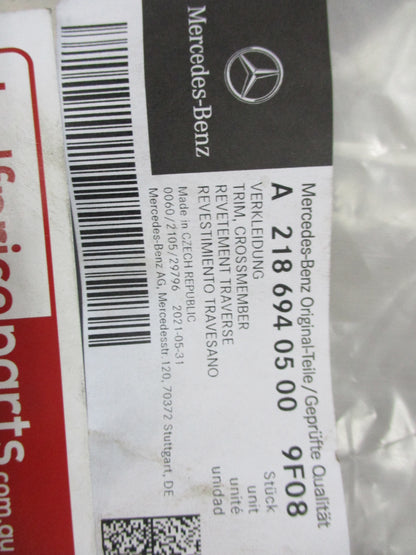 Mercedes-Benz
Mercedes-Benz Original-Teile/Geprüfte Qualität
A 218 694 05 00 9F08
VERKLEIDUNG
TRIM, CROSSMEMBER
REVETEMENT TRAVERSE
REVESTIMIENTO TRAVESANO
Stück
unit
unité
unidad
Made in CZECH REPUBLIC
0060/2105/29796 2021-05-31
Mercedes-Benz AG, Mercedesstr. 120, 70372 Stuttgart, DE
halfpriceparts
.com.au